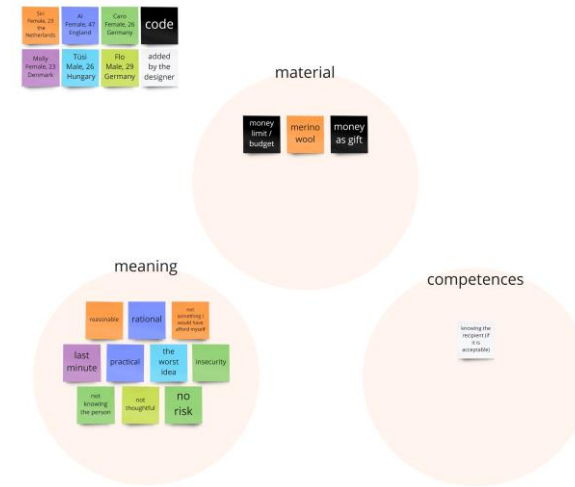 Female, 23
the
Netherlands
Al
Female, 47
England
Caro
Female, 26
Germany
code
Molly
Female, 23
Denmark
Tüsi
Male, 26
Hungary
Flo
Male, 29
Germany
added
by the
designer
material
money
limit /
budget
merino
wool
money
as gift
meaning
reasonable
rational
not
something I
would have
afford myself
last
minute
practical
the
worst
idea
insecurity
not
knowing
the person
not
thoughtful
no
risk
competences
knowing the
recipient (if
it is
acceptable)